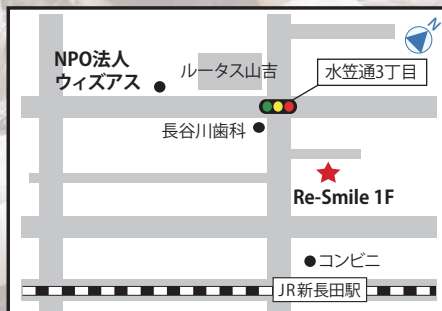 N
NPO法人
ウィズアス
ルータス山吉
水笠通3丁目
長谷川歯科
Re-Smile 1F
コンビニ
JR新長田駅